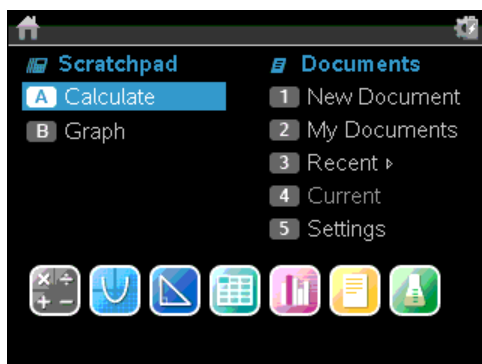 Scratchpad
A Calculate
B Graph
Documents
1 New Document
2 My Documents
3 Recent ▹
4 Current
5 Settings